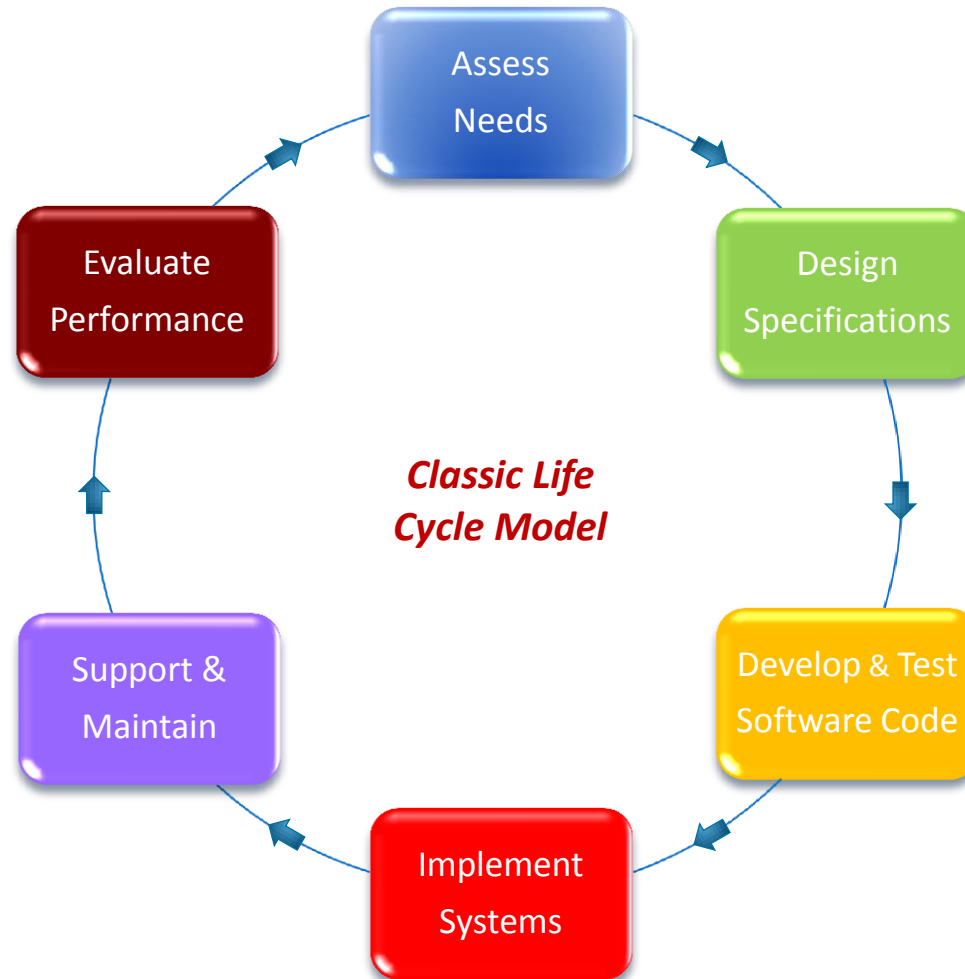 Assess
Needs
Design
Specifications
Develop & Test
Software Code
Implement
Systems
Support &
Maintain
Evaluate
Performance
Classic Life
Cycle Model